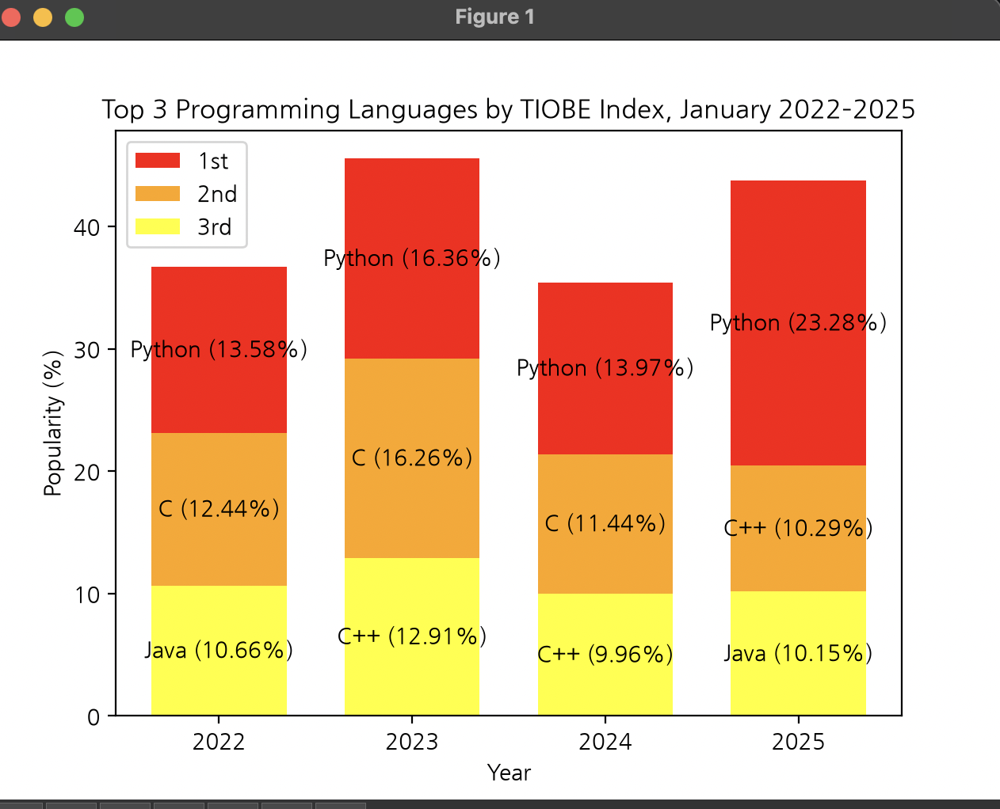 Figure 1
Top 3 Programming Languages by TIOBE Index, January 2022-2025
1st
2nd
3rd
Popularity (%)
40
30
20
10
0
Python (13.58%)
C (12.44%)
Java (10.66%)
Python (16.36%)
C (16.26%)
C++ (12.91%)
Python (13.97%)
C (11.44%)
C++ (9.96%)
Python (23.28%)
C++ (10.29%)
Java (10.15%)
2022
2023
2024
2025
Year